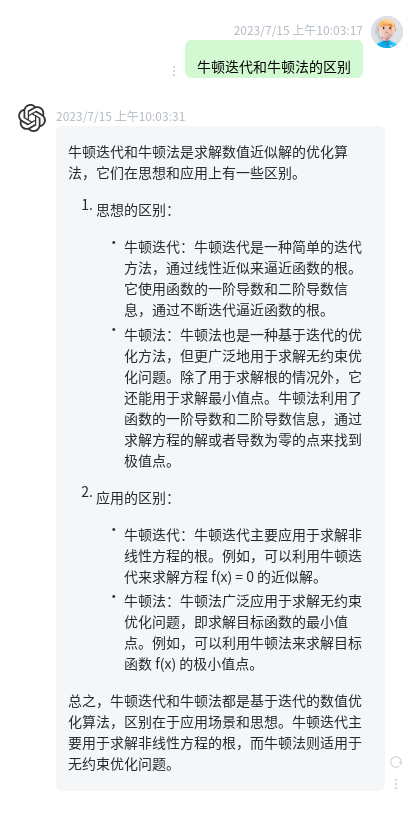 2023/7/15 上午10:03:17
牛顿迭代和牛顿法的区别
2023/7/15 上午10:03:31
牛顿迭代和牛顿法是求解数值近似解的优化算
法，它们在思想和应用上有一些区别。
1. 思想的区别：
• 牛顿迭代：牛顿迭代是一种简单的迭代
方法，通过线性近似来逼近函数的根。
它使用函数的一阶导数和二阶导数信
息，通过不断迭代逼近函数的根。
• 牛顿法：牛顿法也是一种基于迭代的优
化方法，但更广泛地用于求解无约束优
化问题。除了用于求解根的情况外，它
还能用于求解最小值点。牛顿法利用了
函数的一阶导数和二阶导数信息，通过
求解方程的解或者导数为零的点来找到
极值点。
2. 应用的区别：
• 牛顿迭代：牛顿迭代主要应用于求解非
线性方程的根。例如，可以利用牛顿迭
代来求解方程 f(x) = 0 的近似解。
• 牛顿法：牛顿法广泛应用于求解无约束
优化问题，即求解目标函数的最小值
点。例如，可以利用牛顿法来求解目标
函数 f(x) 的极小值点。
总之，牛顿迭代和牛顿法都是基于迭代的数值优
化算法，区别在于应用场景和思想。牛顿迭代主
要用于求解非线性方程的根，而牛顿法则适用于
无约束优化问题。